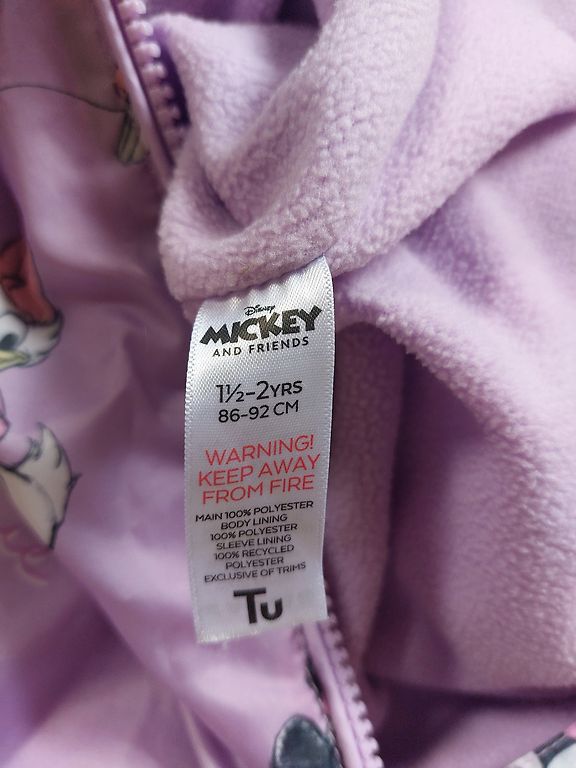 Disney
MICKEY
AND FRIENDS
1½-2YRS
86-92 CM
WARNING!
KEEP AWAY
FROM FIRE
MAIN 100% POLYESTER
BODY LINING
100% POLYESTER
SLEEVE LINING
100% RECYCLED
POLYESTER
EXCLUSIVE OF TRIMS
Tu